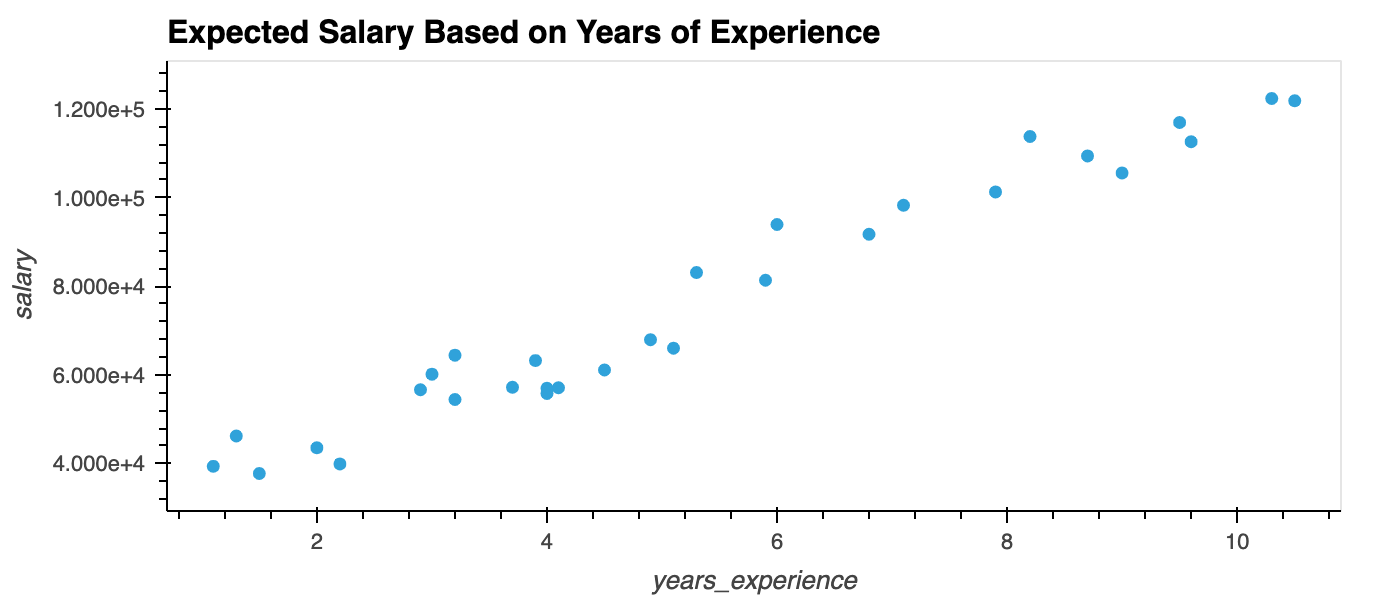 Expected Salary Based on Years of Experience
1.200e+5
1.000e+5
8.000e+4
6.000e+4
4.000e+4
salary
2 4 6 8 10
years_experience